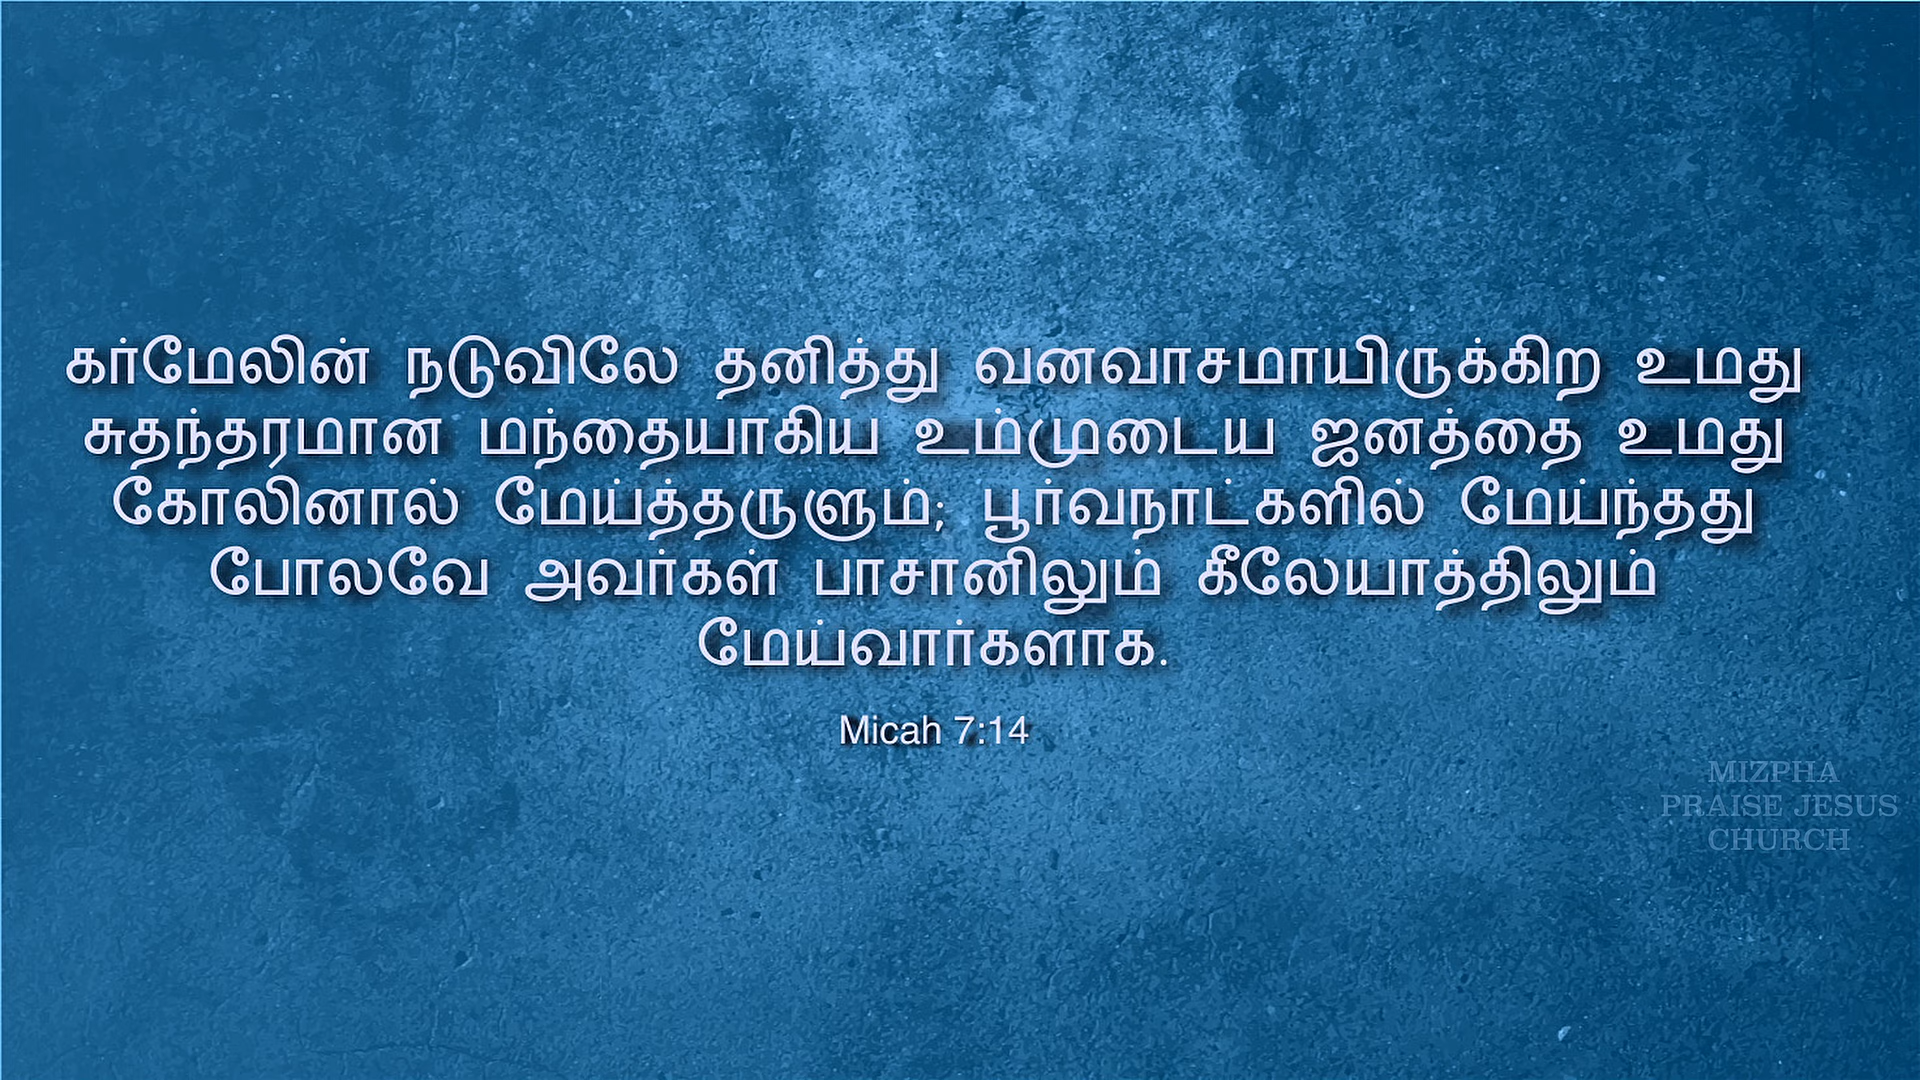 கர்மேலின் நடுவிலே தனித்து வனவாசமாயிருக்கிற உமது
சுதந்தரமான மந்தையாகிய உம்முடைய ஜனத்தை உமது
கோலினால் மேய்த்தருளும்; பூர்வநாட்களில் மேய்ந்தது
போலவே அவர்கள் பாசானிலும் கீலேயாத்திலும்
மேய்வார்களாக.
Micah 7:14
MIZPHA
PRAISE JESUS
CHURCH